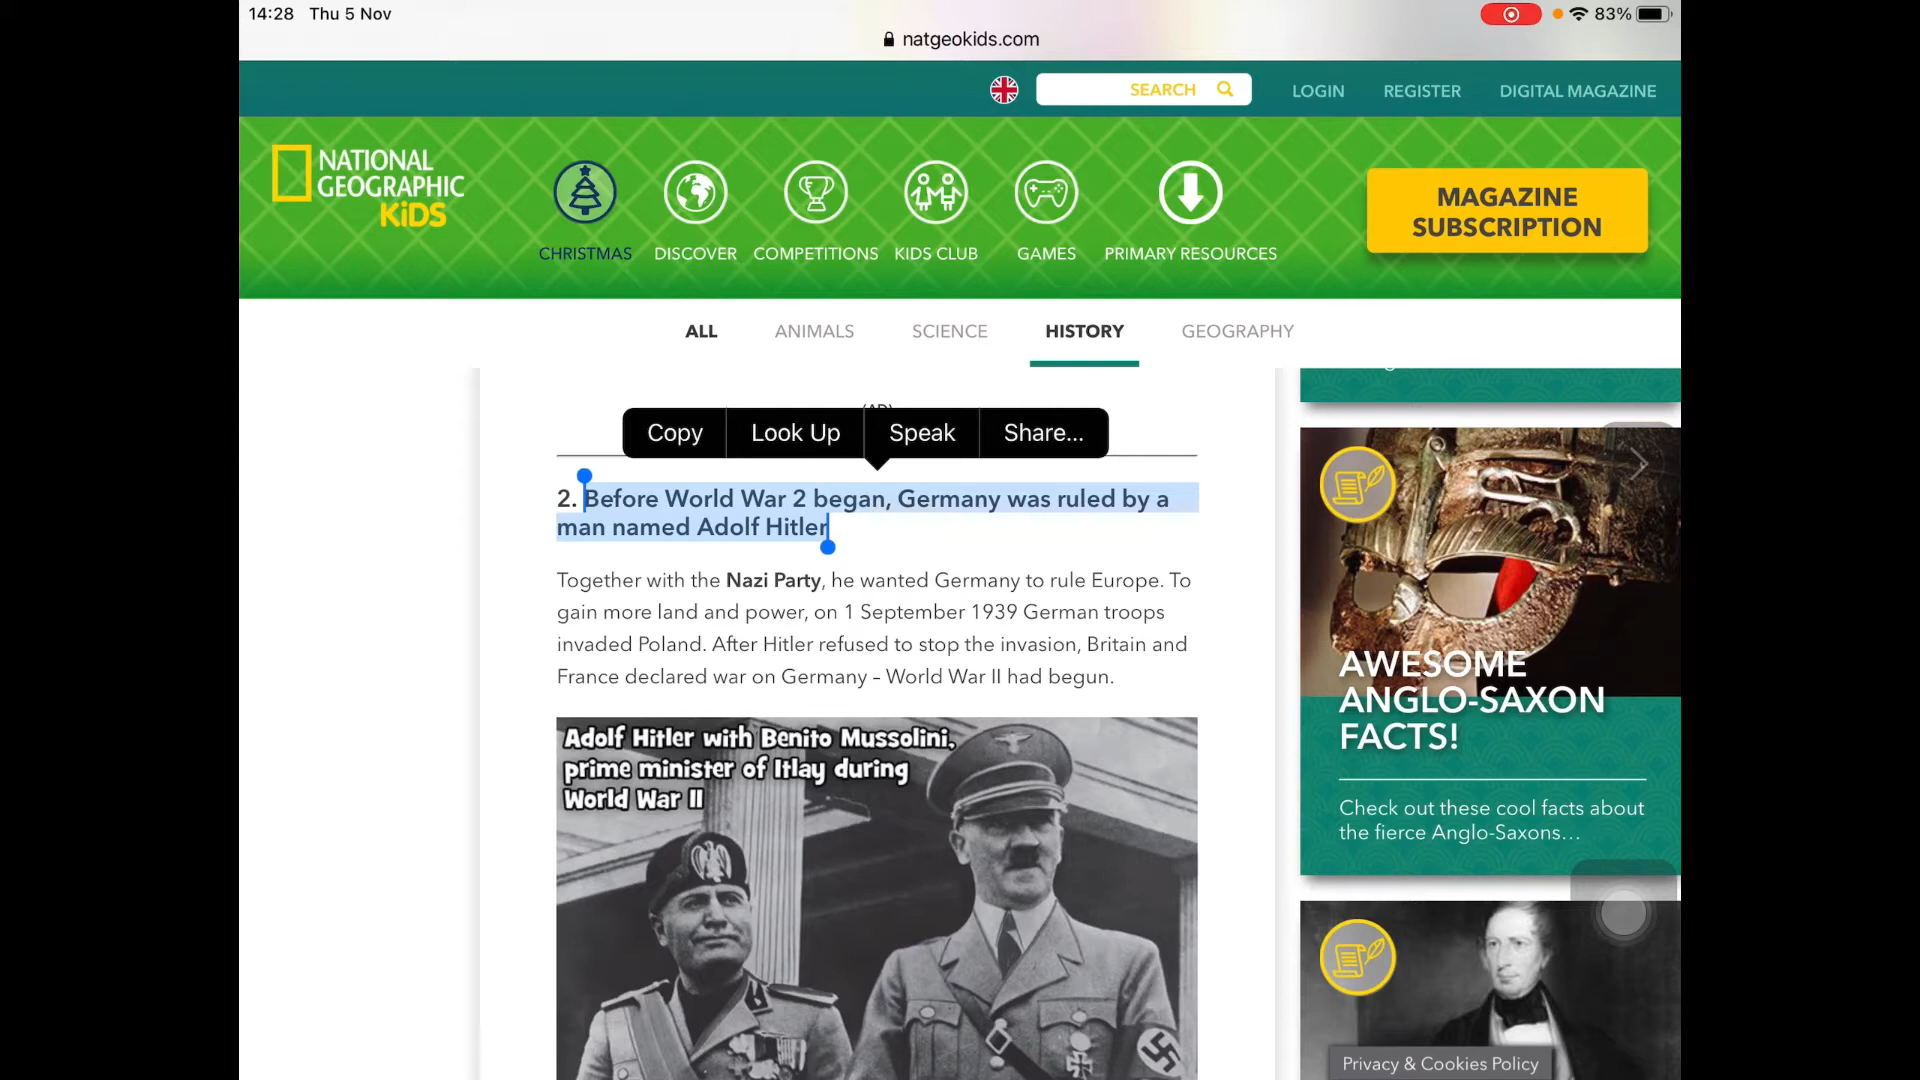 14:28 Thu 5 Nov
83%
natgeokids.com
SEARCH
LOGIN
REGISTER
DIGITAL MAGAZINE
NATIONAL
GEOGRAPHIC
KiDS
CHRISTMAS
DISCOVER
COMPETITIONS
KIDS CLUB
GAMES
PRIMARY RESOURCES
MAGAZINE
SUBSCRIPTION
ALL
ANIMALS
SCIENCE
HISTORY
GEOGRAPHY
(AD)
Copy
Look Up
Speak
Share...
2. Before World War 2 began, Germany was ruled by a
man named Adolf Hitler
Together with the Nazi Party, he wanted Germany to rule Europe. To
gain more land and power, on 1 September 1939 German troops
invaded Poland. After Hitler refused to stop the invasion, Britain and
France declared war on Germany – World War II had begun.
Adolf Hitler with Benito Mussolini,
prime minister of Itlay during
World War II
AWESOME
ANGLO-SAXON
FACTS!
Check out these cool facts about
the fierce Anglo-Saxons...
Privacy & Cookies Policy